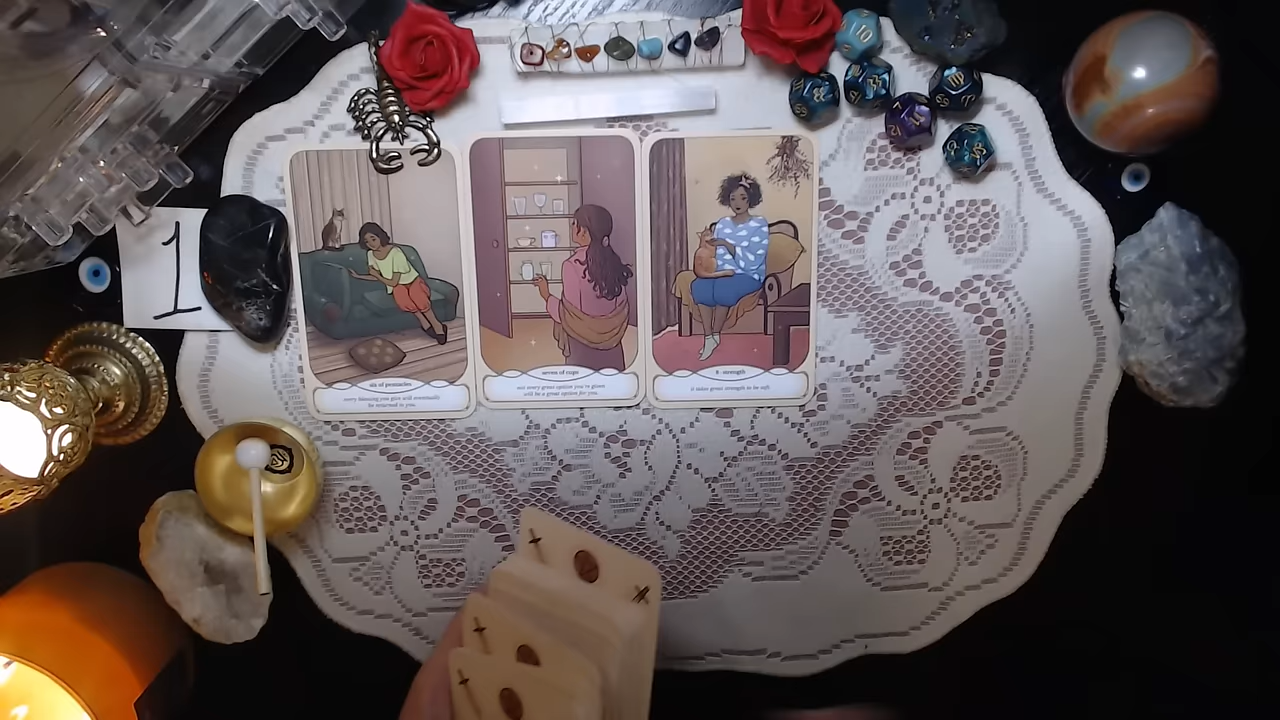 1
six of pentacles
every blessing you give will eventually
be returned to you.
seven of cups
not every great option you're given
will be a great option for you.
8 · strength
it takes great strength to be soft.
10
12